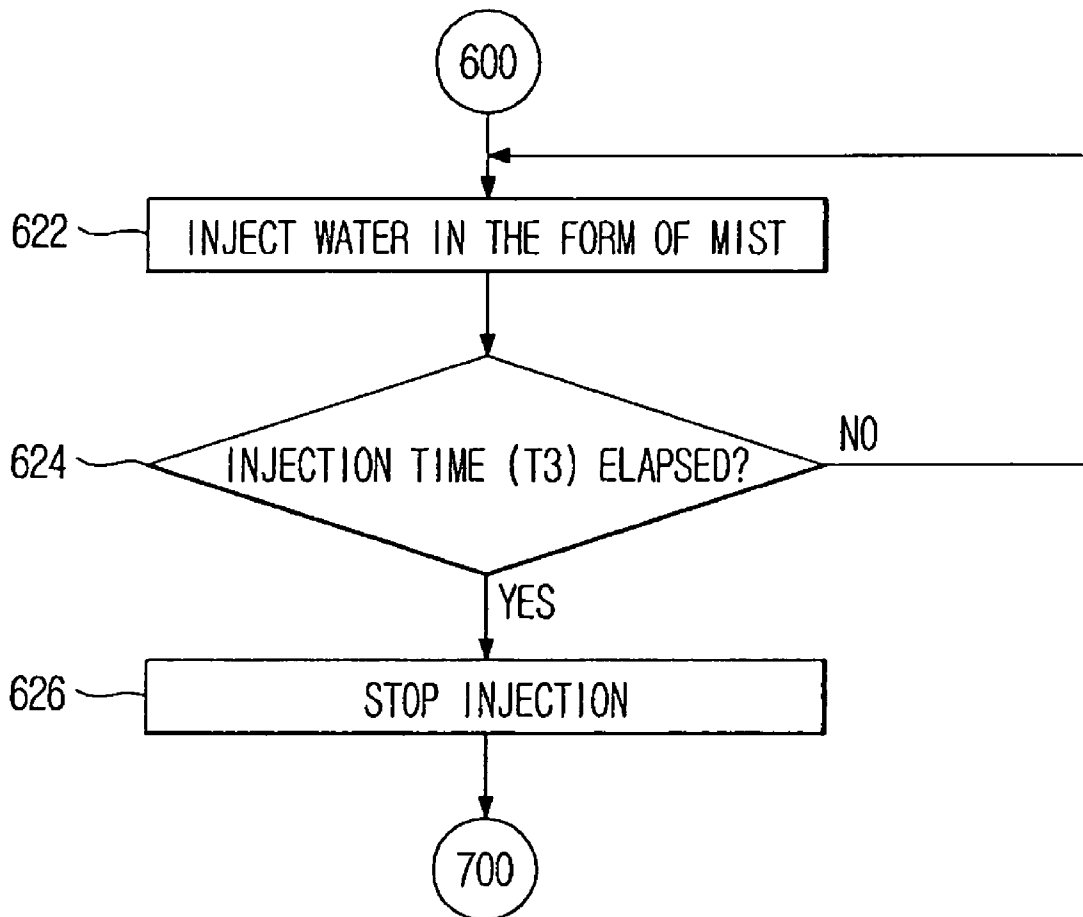 600
622
INJECT WATER IN THE FORM OF MIST
624
INJECTION TIME (T3) ELAPSED?
NO
YES
626
STOP INJECTION
700